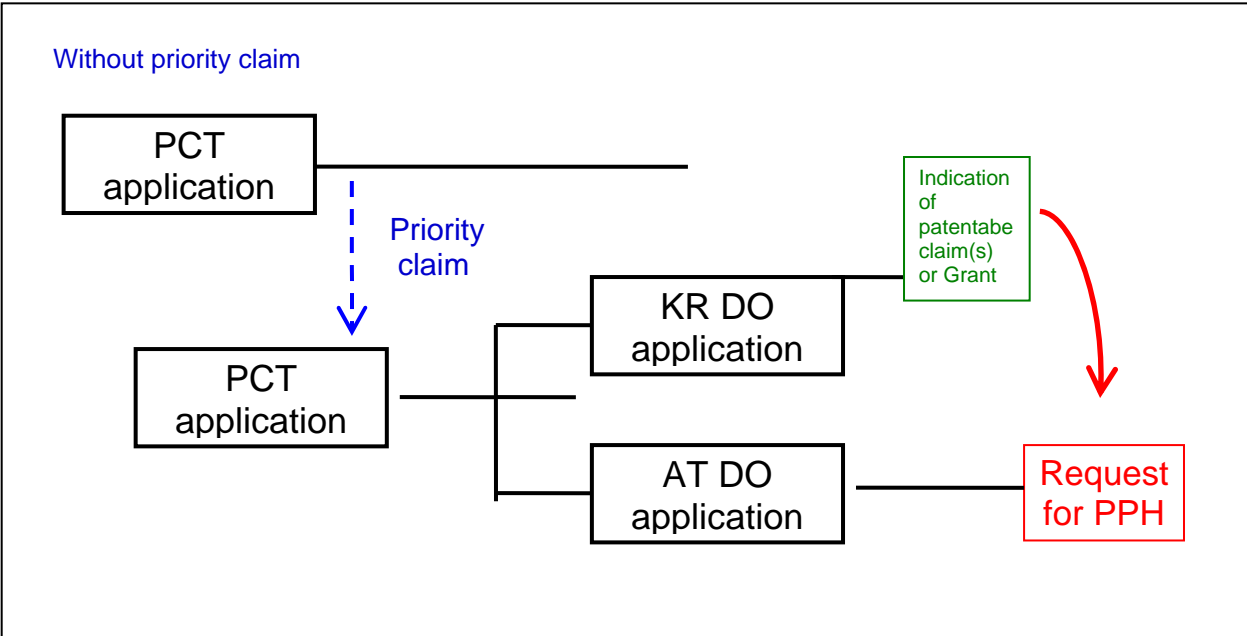 Without priority claim
PCT
application
Priority
claim
Indication
of
patentabe
claim(s)
or Grant
KR DO
application
PCT
application
AT DO
application
Request
for PPH